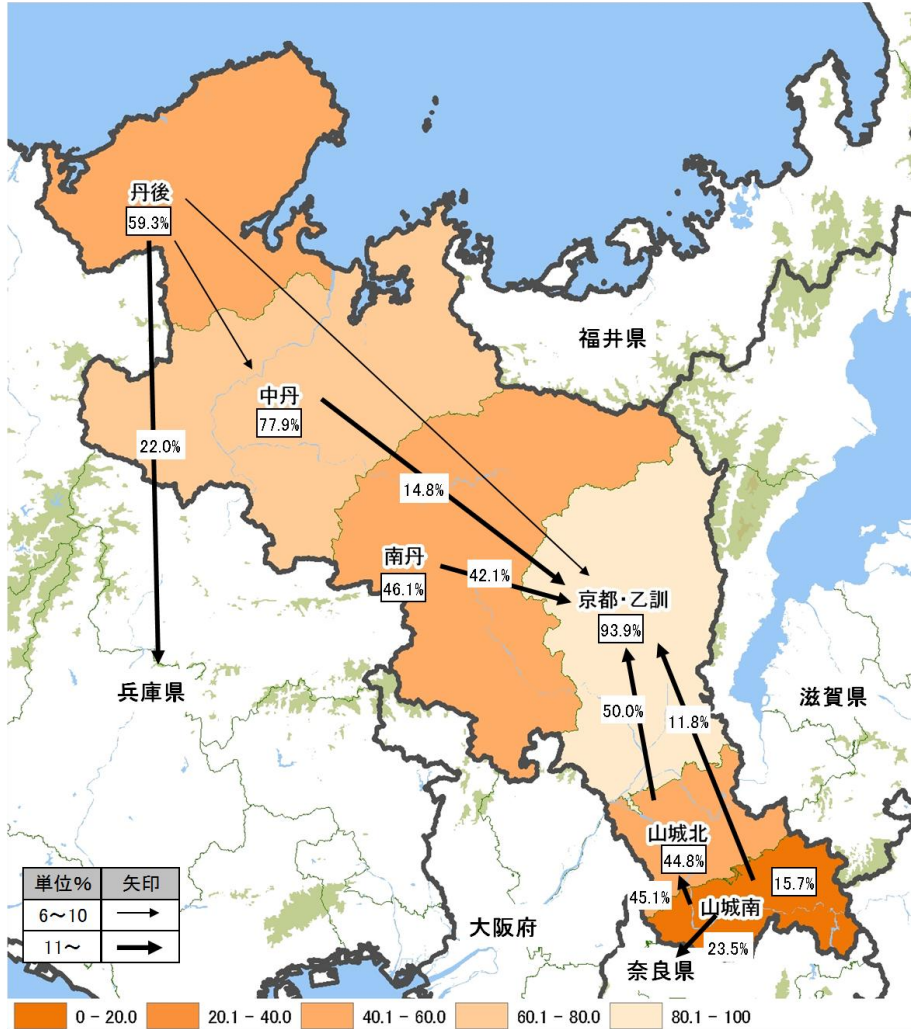 丹後
59.3%
福井県
中丹
77.9%
22.0%
14.8%
南丹
46.1%
42.1%
京都・乙訓
93.9%
兵庫県
滋賀県
50.0%
11.8%
山城北
44.8%
15.7%
45.1%
山城南
大阪府
23.5%
奈良県
単位% 矢印
6～10
11～
0 - 20.0 20.1 - 40.0 40.1 - 60.0 60.1 - 80.0 80.1 - 100